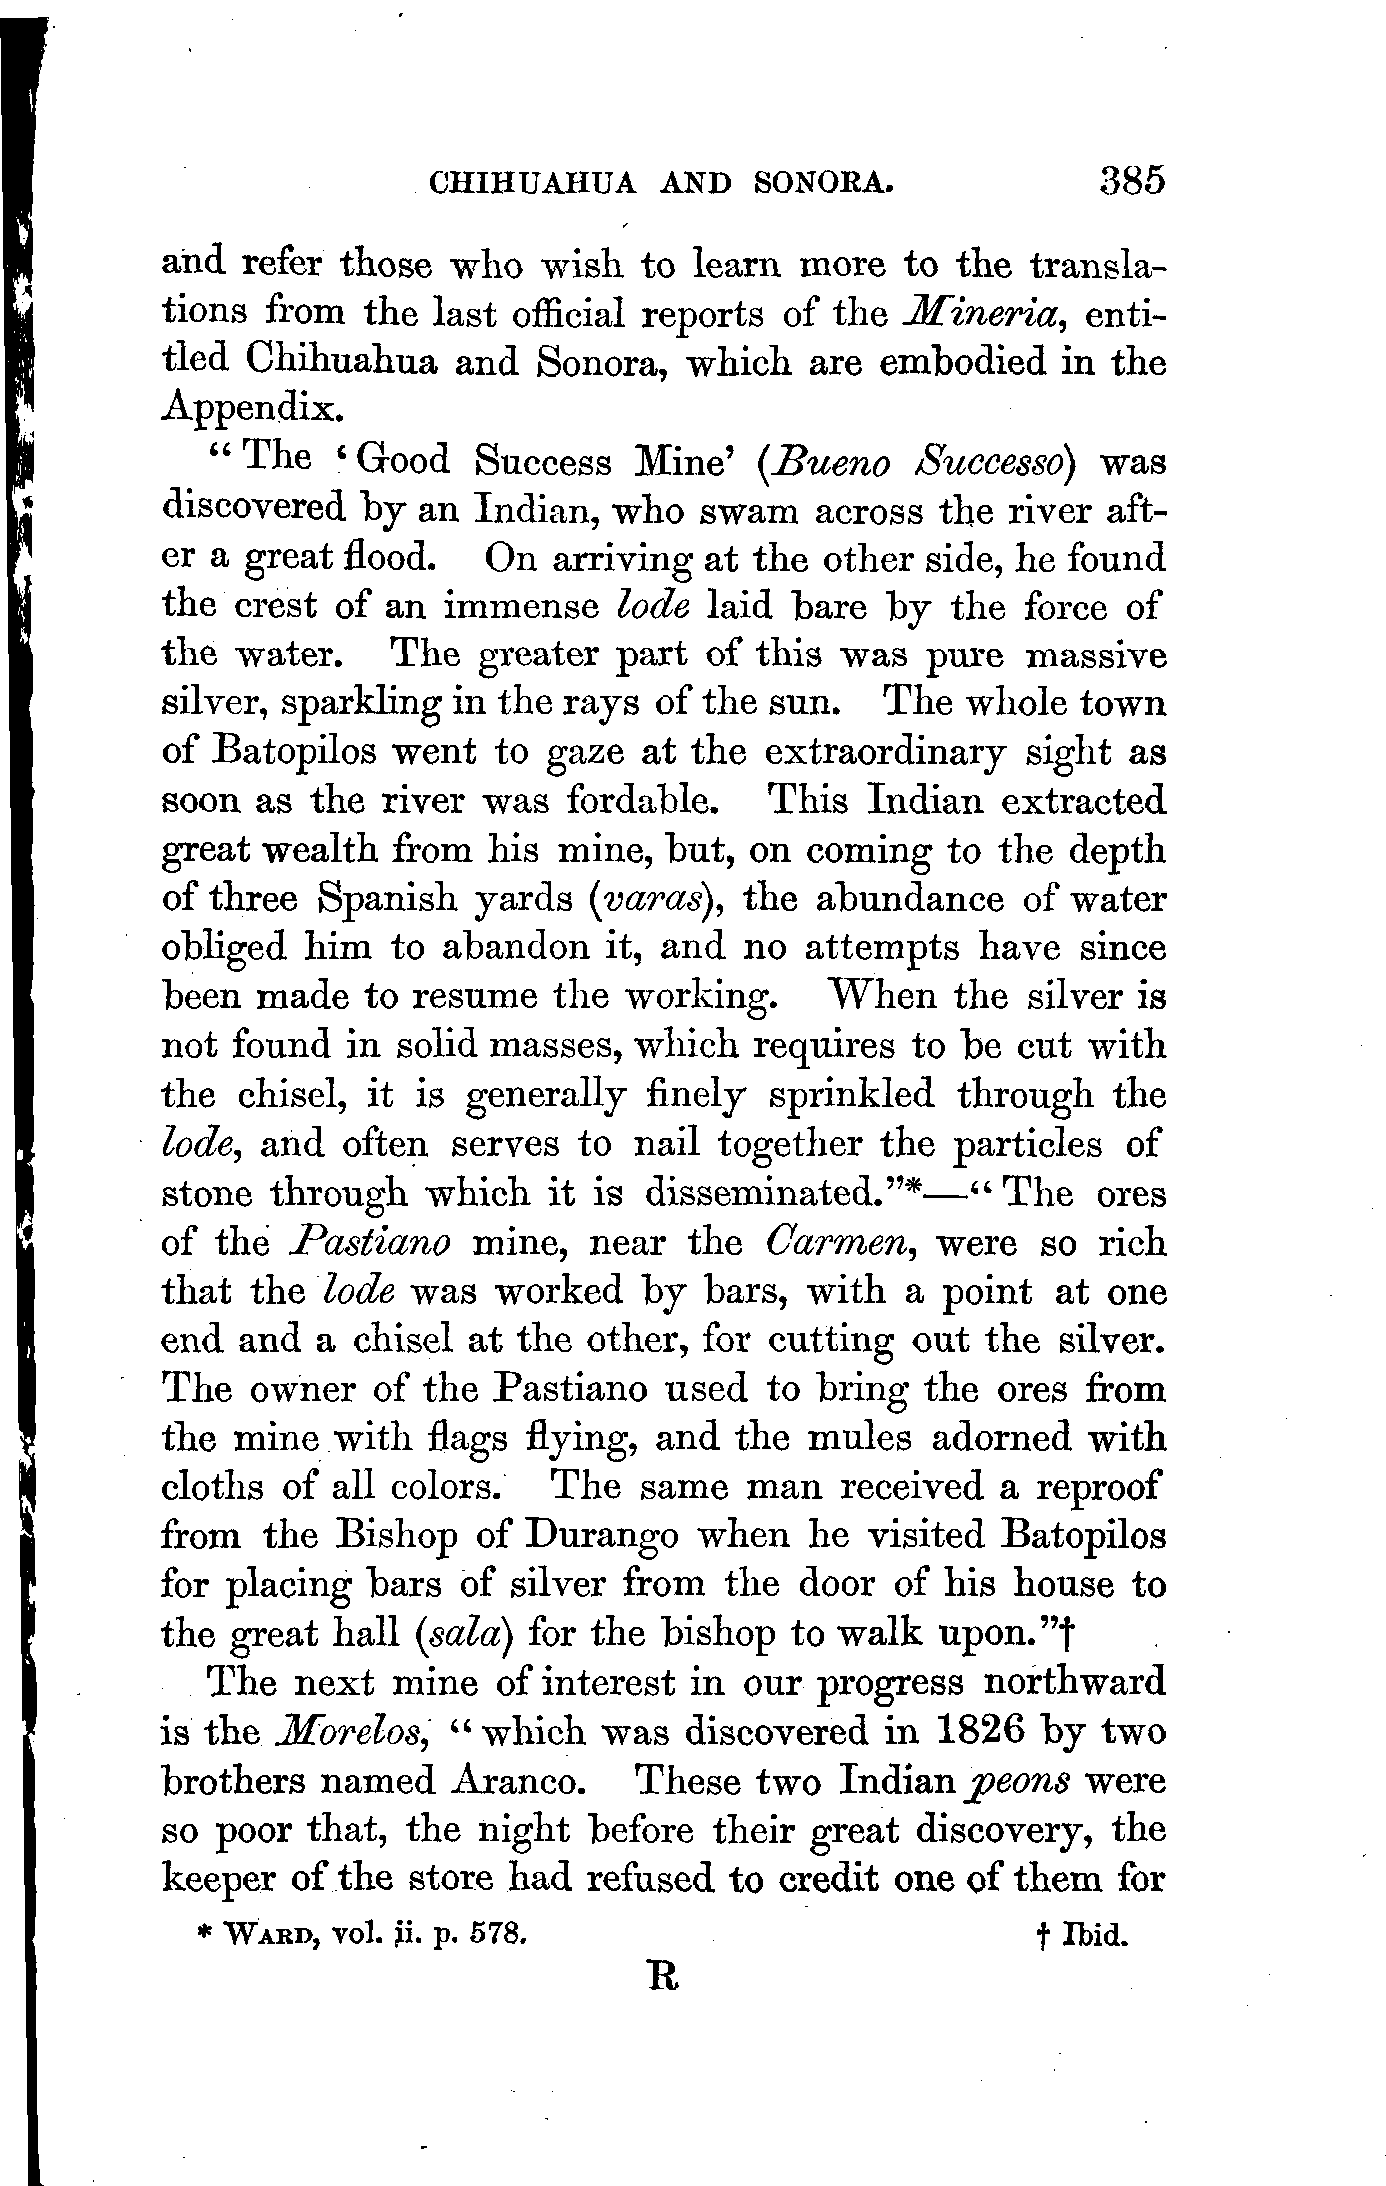 CHIHUAHUA AND SONORA. 385
and refer those who wish to learn more to the transla-
tions from the last official reports of the Mineria, enti-
tled Chihuahua and Sonora, which are embodied in the
Appendix.
“The ‘Good Success Mine’ (Bueno Successo) was
discovered by an Indian, who swam across the river aft-
er a great flood. On arriving at the other side, he found
the crest of an immense lode laid bare by the force of
the water. The greater part of this was pure massive
silver, sparkling in the rays of the sun. The whole town
of Batopilos went to gaze at the extraordinary sight as
soon as the river was fordable. This Indian extracted
great wealth from his mine, but, on coming to the depth
of three Spanish yards (varas), the abundance of water
obliged him to abandon it, and no attempts have since
been made to resume the working. When the silver is
not found in solid masses, which requires to be cut with
the chisel, it is generally finely sprinkled through the
lode, and often serves to nail together the particles of
stone through which it is disseminated.”*—“The ores
of the Pastiano mine, near the Carmen, were so rich
that the lode was worked by bars, with a point at one
end and a chisel at the other, for cutting out the silver.
The owner of the Pastiano used to bring the ores from
the mine with flags flying, and the mules adorned with
cloths of all colors. The same man received a reproof
from the Bishop of Durango when he visited Batopilos
for placing bars of silver from the door of his house to
the great hall (sala) for the bishop to walk upon.”†
The next mine of interest in our progress northward
is the Morelos, “which was discovered in 1826 by two
brothers named Aranco. These two Indian peons were
so poor that, the night before their great discovery, the
keeper of the store had refused to credit one of them for
* WARD, vol. ii. p. 578. † Ibid.
R